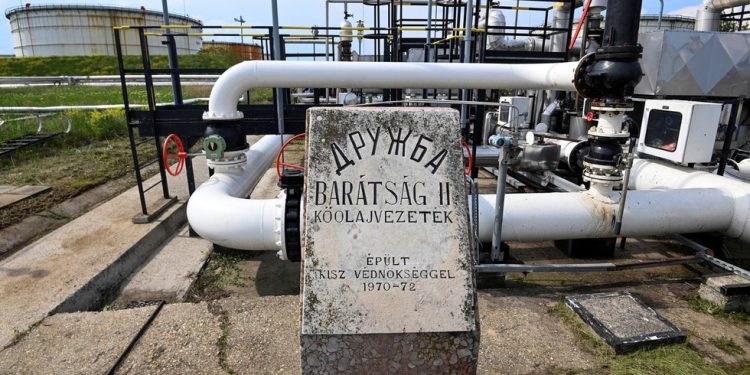 ДРУЖБА
BARÁTSÁG II
KŐOLAJVEZETÉK
ÉPÜLT
KISZ VÉDNÖKSÉGGEL
1970-72